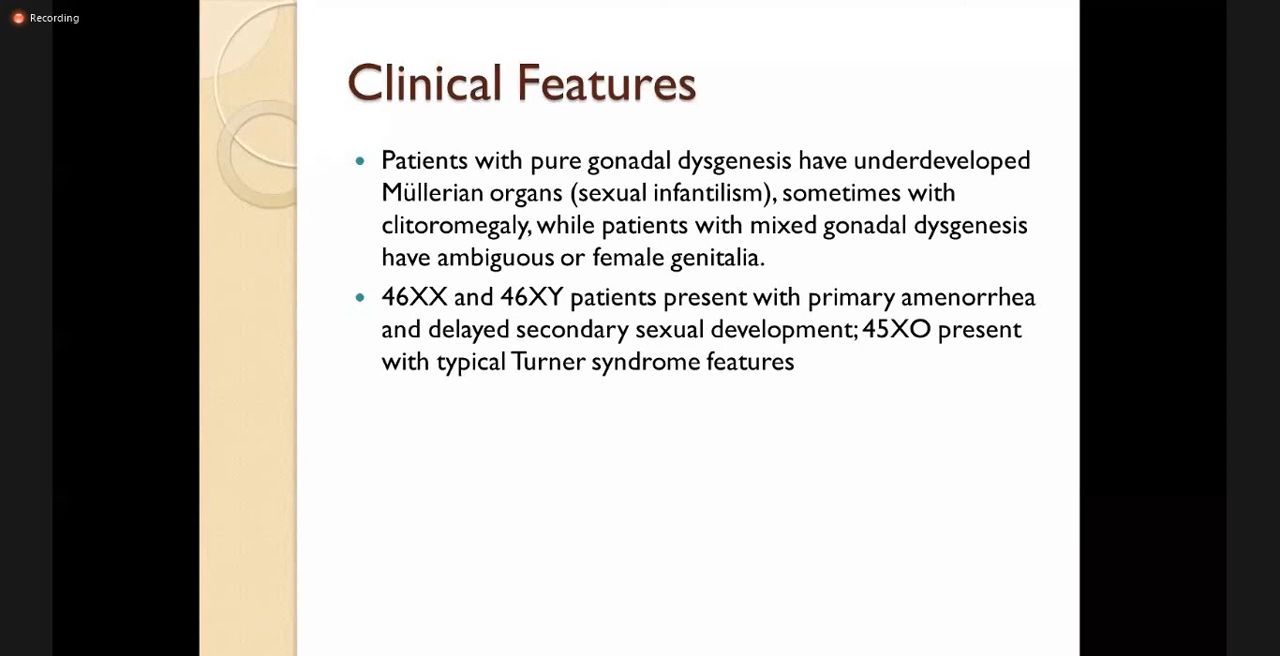 Recording
Clinical Features
Patients with pure gonadal dysgenesis have underdeveloped
Müllerian organs (sexual infantilism), sometimes with
clitoromegaly, while patients with mixed gonadal dysgenesis
have ambiguous or female genitalia.
46XX and 46XY patients present with primary amenorrhea
and delayed secondary sexual development; 45XO present
with typical Turner syndrome features